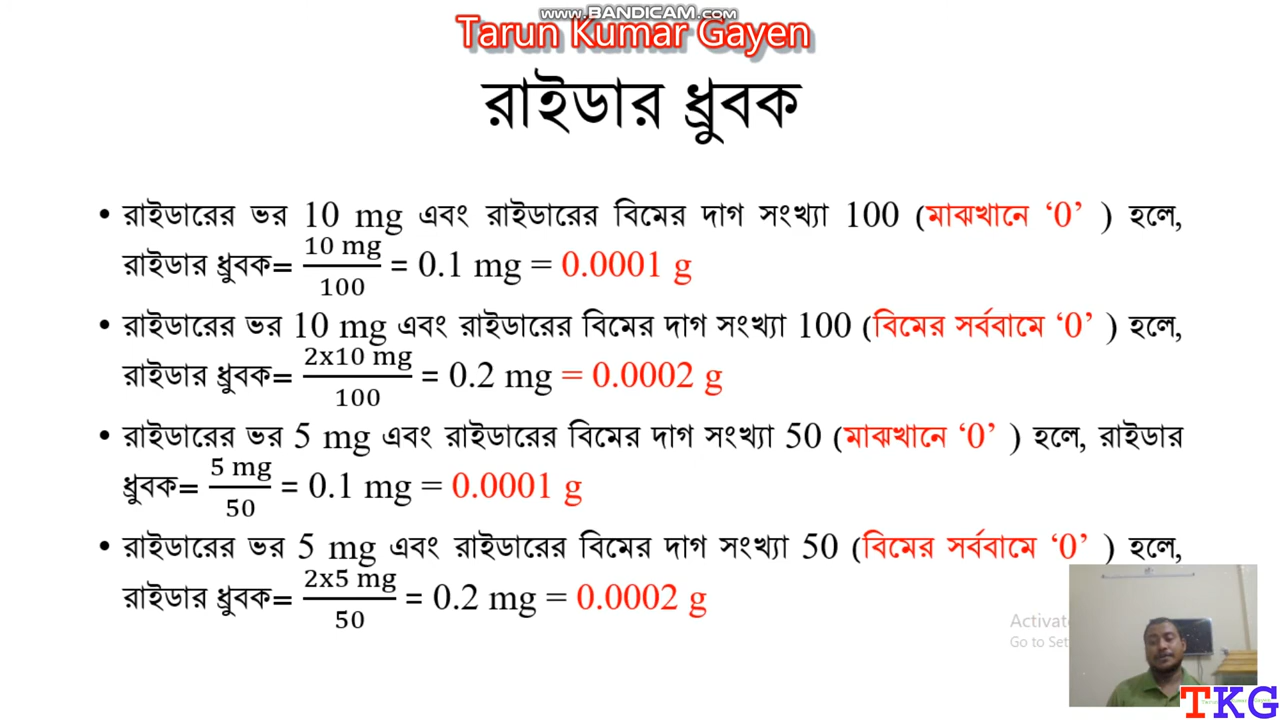 www.BANDICAM.com
Tarun Kumar Gayen
রাইডার ধ্রুবক
• রাইডারের ভর 10 mg এবং রাইডারের বিমের দাগ সংখ্যা 100 (মাঝখানে ‘0’ ) হলে,
রাইডার ধ্রুবক= 10 mg/100 = 0.1 mg = 0.0001 g
• রাইডারের ভর 10 mg এবং রাইডারের বিমের দাগ সংখ্যা 100 (বিমের সর্ববামে ‘0’ ) হলে,
রাইডার ধ্রুবক= 2x10 mg/100 = 0.2 mg = 0.0002 g
• রাইডারের ভর 5 mg এবং রাইডারের বিমের দাগ সংখ্যা 50 (মাঝখানে ‘0’ ) হলে, রাইডার
ধ্রুবক= 5 mg/50 = 0.1 mg = 0.0001 g
• রাইডারের ভর 5 mg এবং রাইডারের বিমের দাগ সংখ্যা 50 (বিমের সর্ববামে ‘0’ ) হলে,
রাইডার ধ্রুবক= 2x5 mg/50 = 0.2 mg = 0.0002 g
Activat
Go to Set
TKG